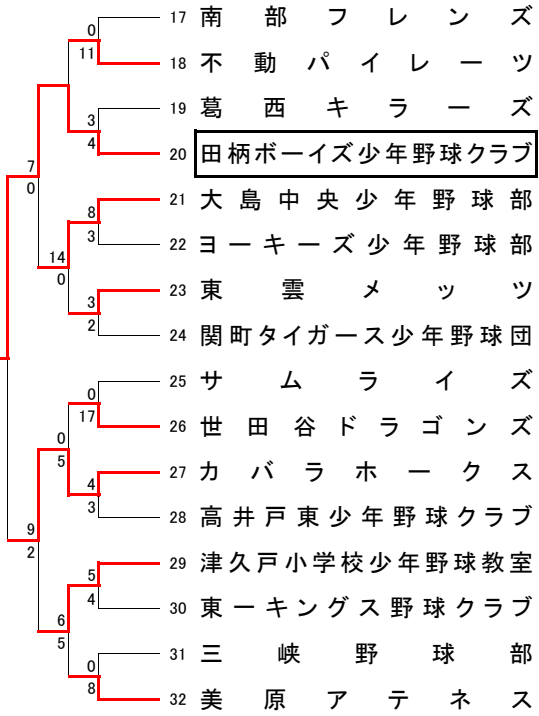 0 17 南部フレンズ
11 18 不動パイレーツ
3 19 葛西キラーズ
4 20 田柄ボーイズ少年野球クラブ
7
0
8 21 大島中央少年野球部
3 22 ヨーキーズ少年野球部
14
0
3 23 東雲メッツ
2 24 関町タイガース少年野球団
0 25 サムライズ
17 26 世田谷ドラゴンズ
0
5
4 27 カバラホークス
3 28 高井戸東少年野球クラブ
9
2
5 29 津久戸小学校少年野球教室
4 30 東一キングス野球クラブ
6
5
0 31 三峡野球部
8 32 美原アテネス